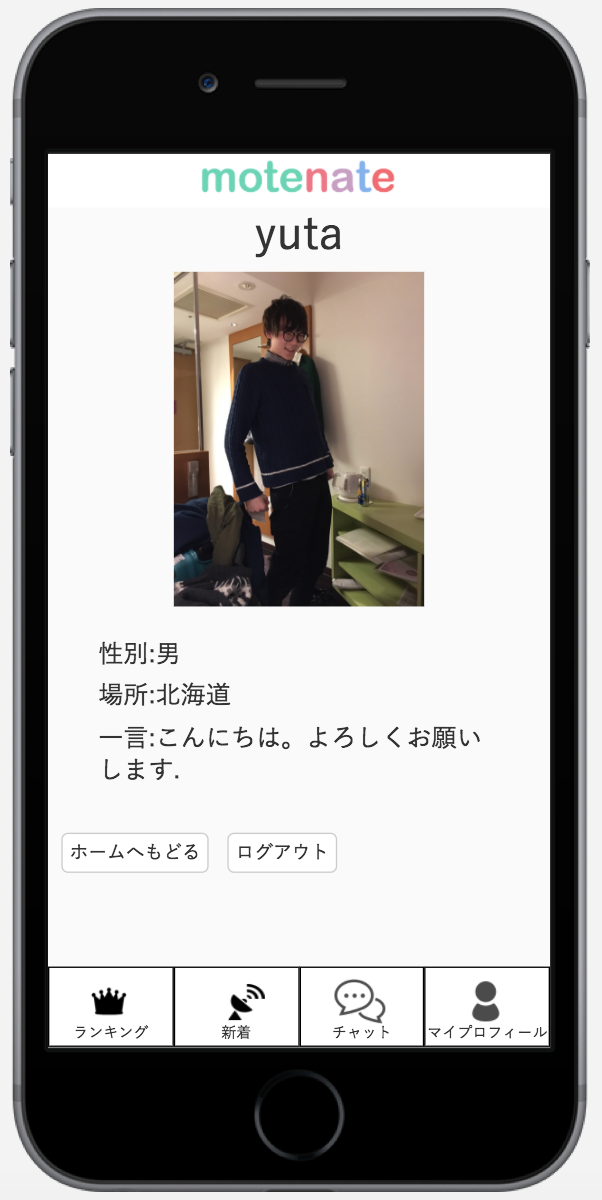 motenate
yuta
性別:男
場所:北海道
一言:こんにちは。よろしくお願い
します.
ホームへもどる
ログアウト
ランキング
新着
チャット
マイプロフィール